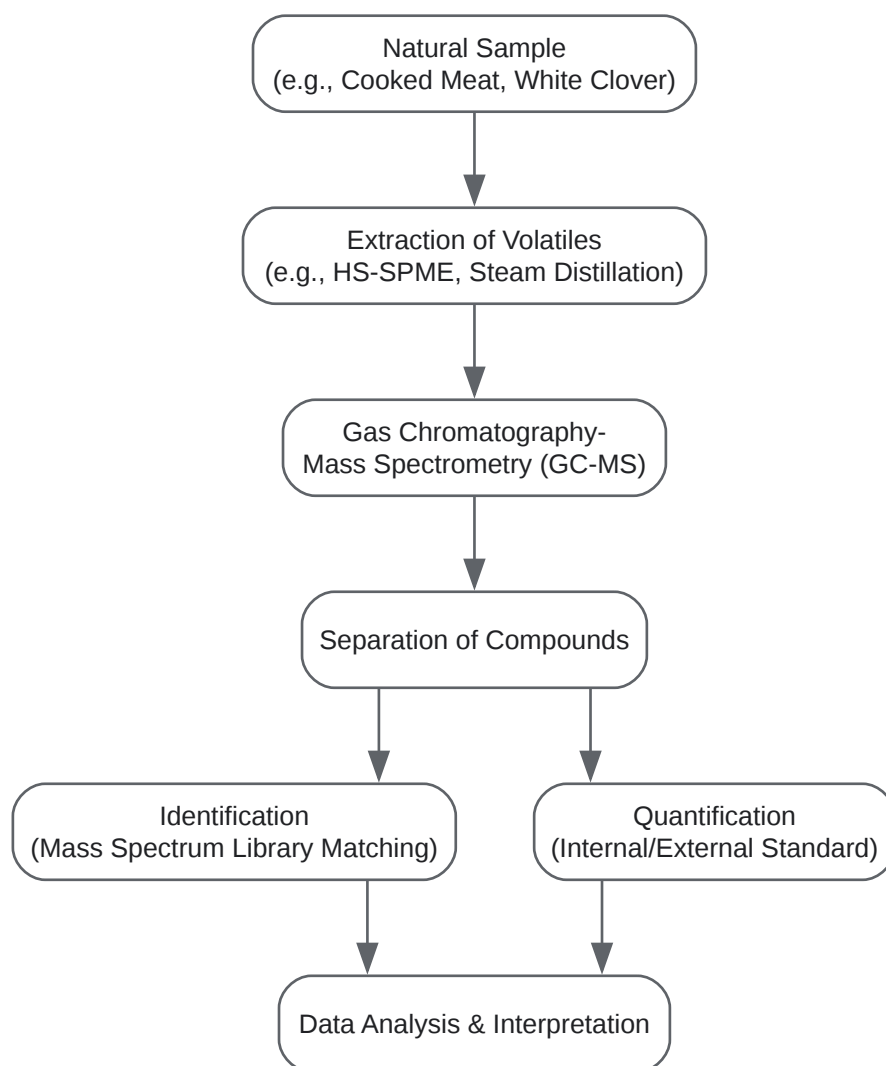 Natural Sample
(e.g., Cooked Meat, White Clover)
Extraction of Volatiles
(e.g., HS-SPME, Steam Distillation)
Gas Chromatography-
Mass Spectrometry (GC-MS)
Separation of Compounds
Identification
(Mass Spectrum Library Matching)
Quantification
(Internal/External Standard)
Data Analysis & Interpretation